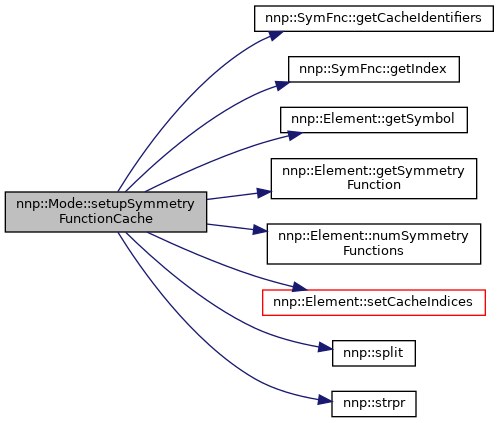 nnp::SymFnc::getCacheIdentifiers
nnp::SymFnc::getIndex
nnp::Element::getSymbol
nnp::Element::getSymmetry
Function
nnp::Mode::setupSymmetry
FunctionCache
nnp::Element::numSymmetry
Functions
nnp::Element::setCacheIndices
nnp::split
nnp::strpr